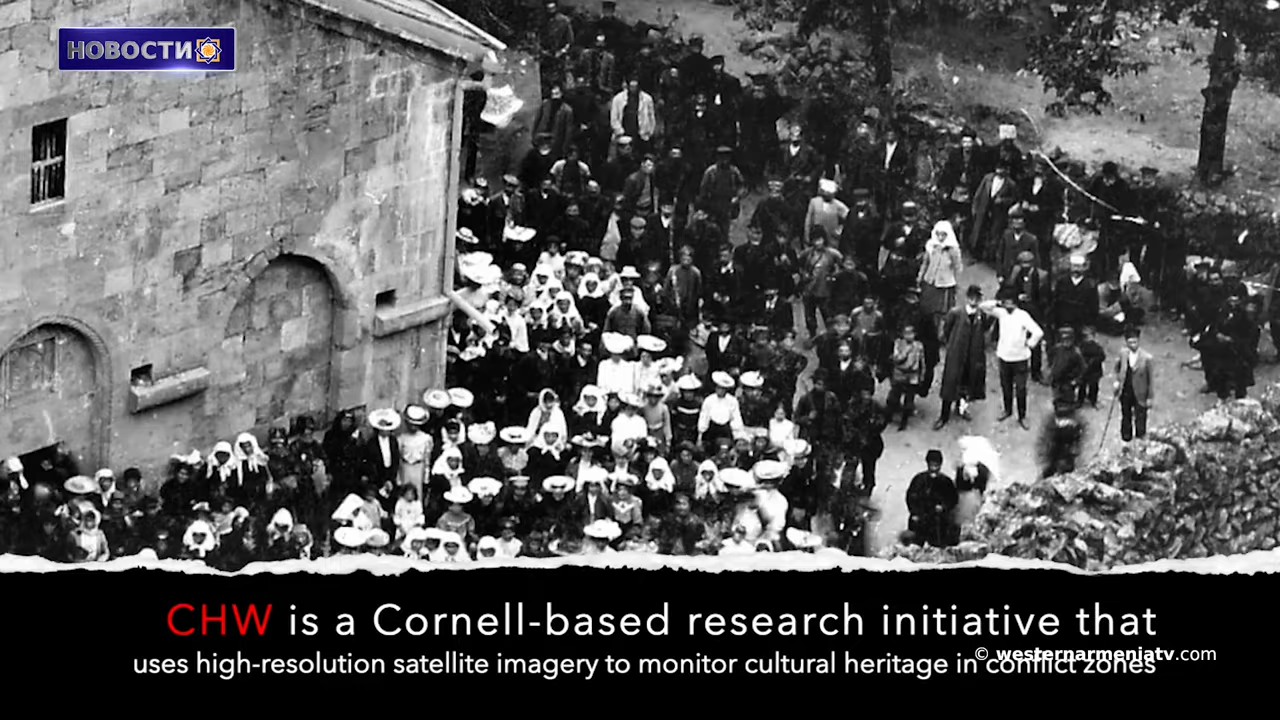 НОВОСТИ
CHW is a Cornell-based research initiative that
uses high-resolution satellite imagery to monitor cultural heritage in conflict zones
© westernarmeniatv.com